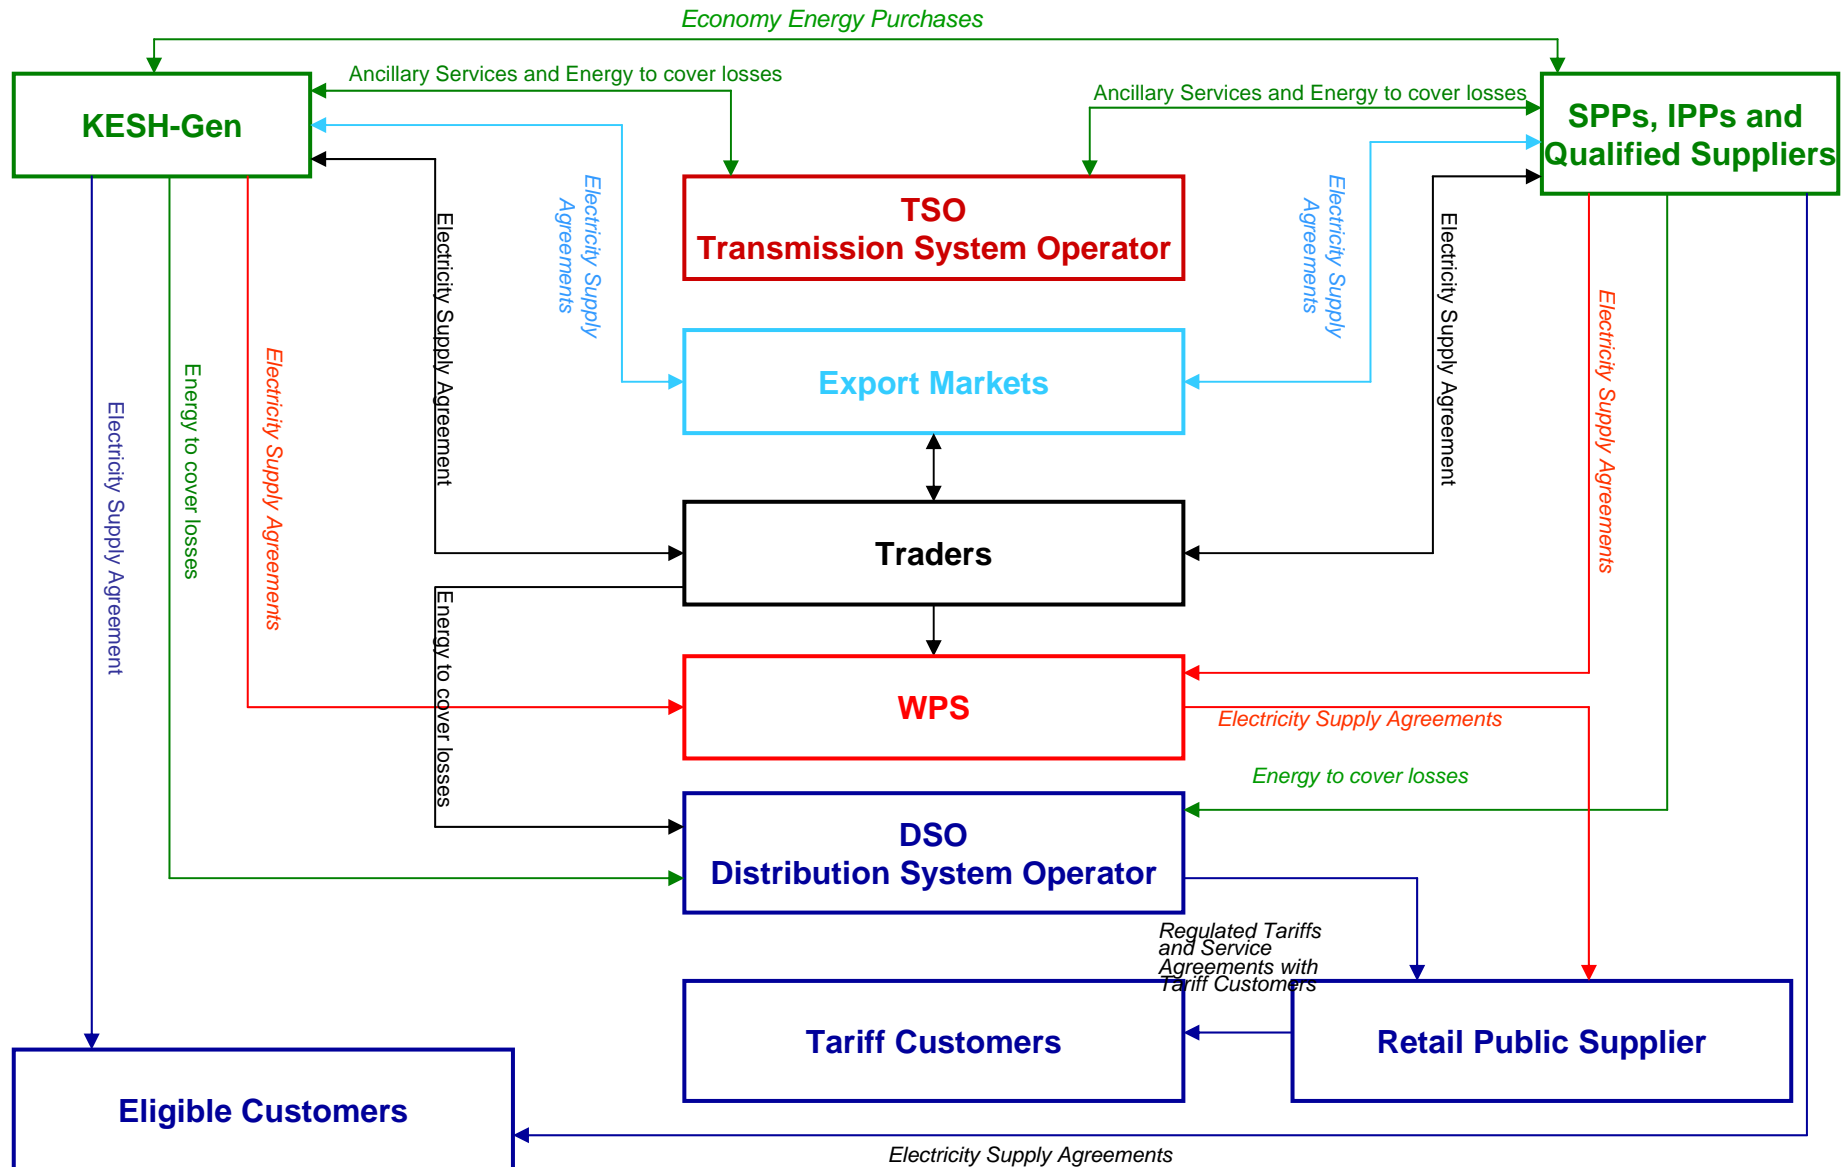 Economy Energy Purchases
Ancillary Services and Energy to cover losses
Ancillary Services and Energy to cover losses
KESH-Gen
SPPs, IPPs and
Qualified Suppliers
TSO
Transmission System Operator
Electricity Supply
Agreements
Electricity Supply
Agreements
Electricity Supply Agreement
Electricity Supply Agreement
Export Markets
Electricity Supply Agreement
Energy to cover losses
Electricity Supply Agreements
Electricity Supply Agreements
Traders
Energy to cover losses
WPS
Electricity Supply Agreements
Energy to cover losses
DSO
Distribution System Operator
Regulated Tariffs
and Service
Agreements with
Tariff Customers
Tariff Customers
Retail Public Supplier
Eligible Customers
Electricity Supply Agreements